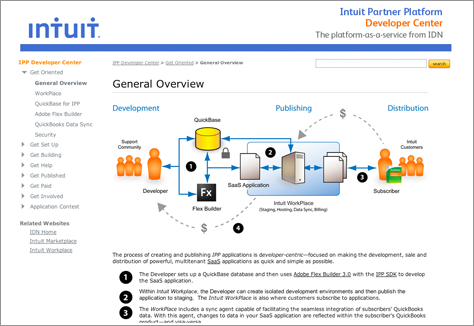 intuit.
Intuit Partner Platform
Developer Center
The platform-as-a-service from IDN
IPP Developer Center
Get Oriented
General Overview
WorkPlace
QuickBase for IPP
Adobe Flex Builder
QuickBooks Data Sync
Security
Get Set Up
Get Building
Get Help
Get Published
Get Paid
Get Involved
Application Context
Related Websites
IDN Home
Intuit Marketplace
Intuit Workplace
IPP Developer Center > Get Oriented > General Overview
search
General Overview
Development
Publishing
Distribution
QuickBase
$
Support
Community
Intuit
Customers
1
2
3
Developer
Fx
SaaS Application
Subscriber
Flex Builder
Intuit WorkPlace
(Staging, Hosting, Data Sync, Billing)
$
4
The process of creating and publishing IPP applications is developer-centric—focused on making the development, sale and
distribution of powerful, multitenant SaaS applications as quick and simple as possible.
1 The Developer sets up a QuickBase database and then uses Adobe Flex Builder 3.0 with the IPP SDK to develop
the SaaS application.
2 Within Intuit Workplace, the Developer can create isolated development environments and then publish the
application to staging. The Intuit Workplace is also where customers subscribe to applications.
3 The WorkPlace includes a sync agent capable of facilitating the seamless integration of subscribers' QuickBooks
data. With this agent, changes to data in your SaaS application are reflected within the subscriber's QuickBooks
product—and vice-versa.